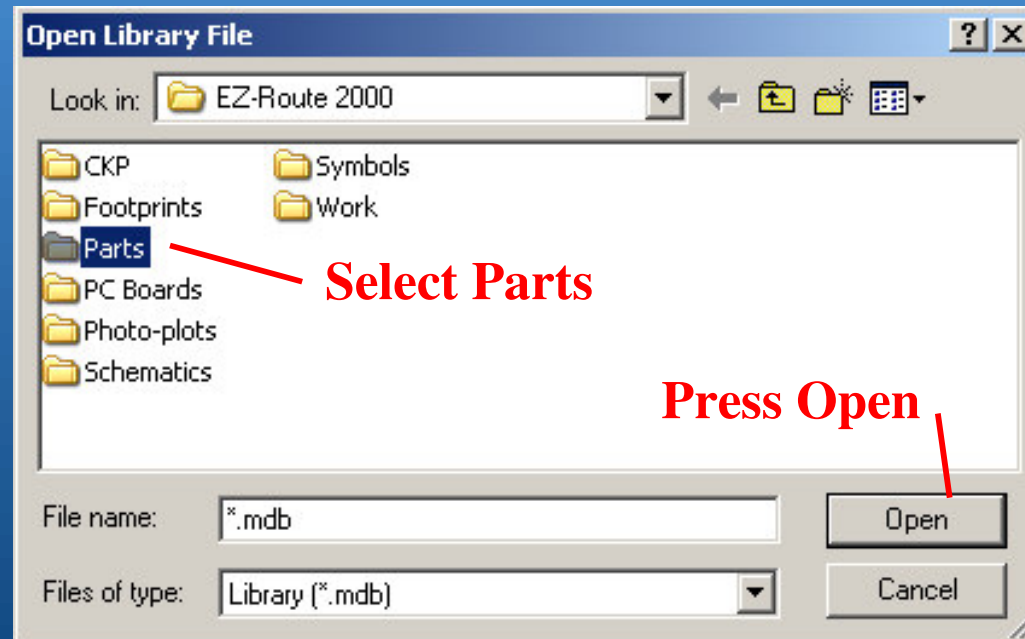 Open Library File
Look in: EZ-Route 2000
CKP
Footprints
Parts
PC Boards
Photo-plots
Schematics
Symbols
Work
Select Parts
Press Open
File name: *.mdb
Open
Files of type: Library (*.mdb)
Cancel